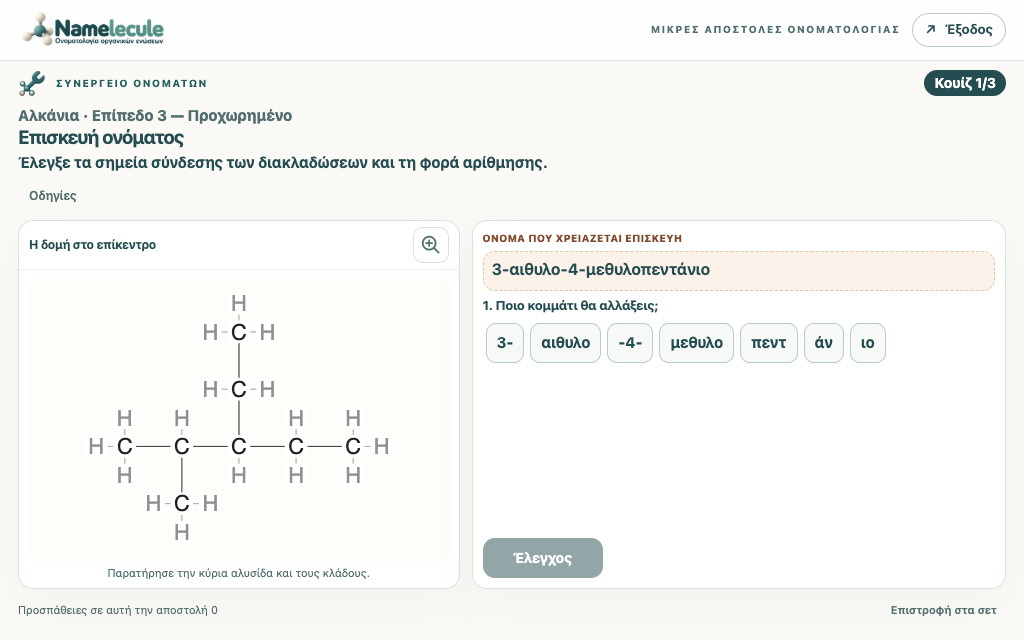 Namelecule
Ονοματολογία οργανικών ενώσεων
ΜΙΚΡΕΣ ΑΠΟΣΤΟΛΕΣ ΟΝΟΜΑΤΟΛΟΓΙΑΣ
Έξοδος
ΣΥΝΕΡΓΕΙΟ ΟΝΟΜΑΤΩΝ
Κουίζ 1/3
Αλκάνια · Επίπεδο 3 — Προχωρημένο
Επισκευή ονόματος
Έλεγξε τα σημεία σύνδεσης των διακλαδώσεων και τη φορά αρίθμησης.
Οδηγίες
Η δομή στο επίκεντρο
H
H C H
H C H
H H H H
H C C C C C H
H H H H
H C H
H
Παρατήρησε την κύρια αλυσίδα και τους κλάδους.
ΟΝΟΜΑ ΠΟΥ ΧΡΕΙΑΖΕΤΑΙ ΕΠΙΣΚΕΥΗ
3-αιθυλο-4-μεθυλοπεντάνιο
1. Ποιο κομμάτι θα αλλάξεις;
3- αιθυλο -4- μεθυλο πεντ άν ιο
Έλεγχος
Προσπάθειες σε αυτή την αποστολή 0
Επιστροφή στα σετ